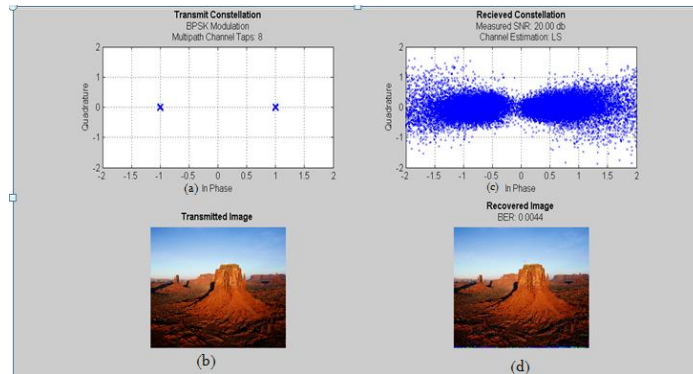 Transmit Constellation
BPSK Modulation
Multipath Channel Taps: 8
Quadrature
2
1
0
-1
-2
-2 -1.5 -1 -0.5 0 0.5 1 1.5 2
(a) In Phase
Recieved Constellation
Measured SNR: 20.00 db
Channel Estimation: LS
Quadrature
2
1
0
-1
-2
-2 -1.5 -1 -0.5 0 0.5 1 1.5 2
(c) In Phase
Transmitted Image
(b)
Recovered Image
BER: 0.0044
(d)